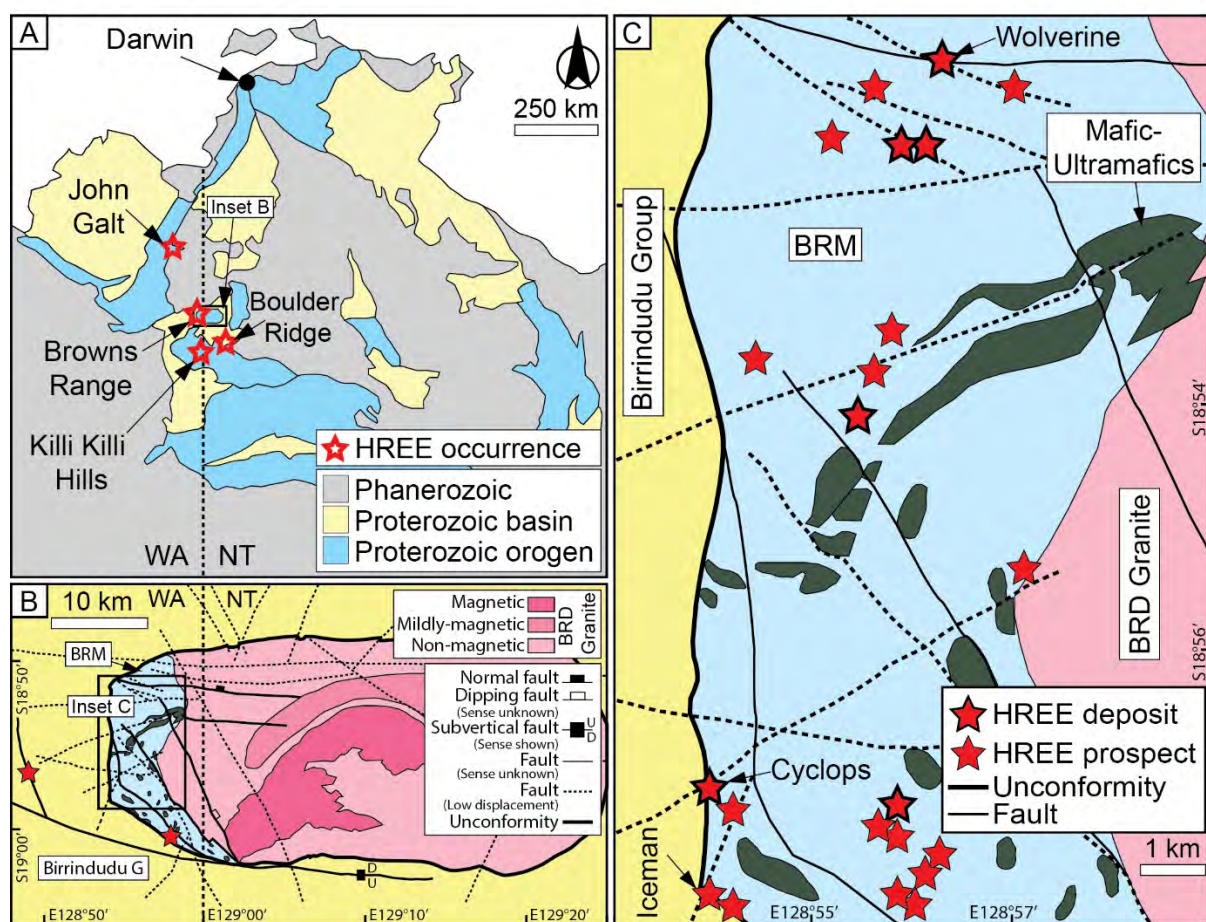 A
Darwin
250 km
John
Galt
Inset B
Boulder
Ridge
Browns
Range
Killi Killi
Hills
HREE occurrence
Phanerozoic
Proterozoic basin
Proterozoic orogen
WA
NT
B
10 km
WA
NT
Magnetic
Mildly-magnetic
Non-magnetic
BRD
Granite
BRM
Inset C
Normal fault
Dipping fault
(Sense unknown)
Subvertical fault
U
D
(Sense shown)
Fault
(Sense unknown)
Fault
(Low displacement)
Unconformity
S18°50'
S19°00'
Birrindudu G
D
U
E128°50'
E129°00'
E129°10'
E129°20'
C
Wolverine
Mafic-
Ultramafics
Birrindudu Group
BRM
S18°54'
BRD Granite
S18°56'
HREE deposit
HREE prospect
Unconformity
Fault
Cyclops
Iceman
1 km
E128°55'
E128°57'